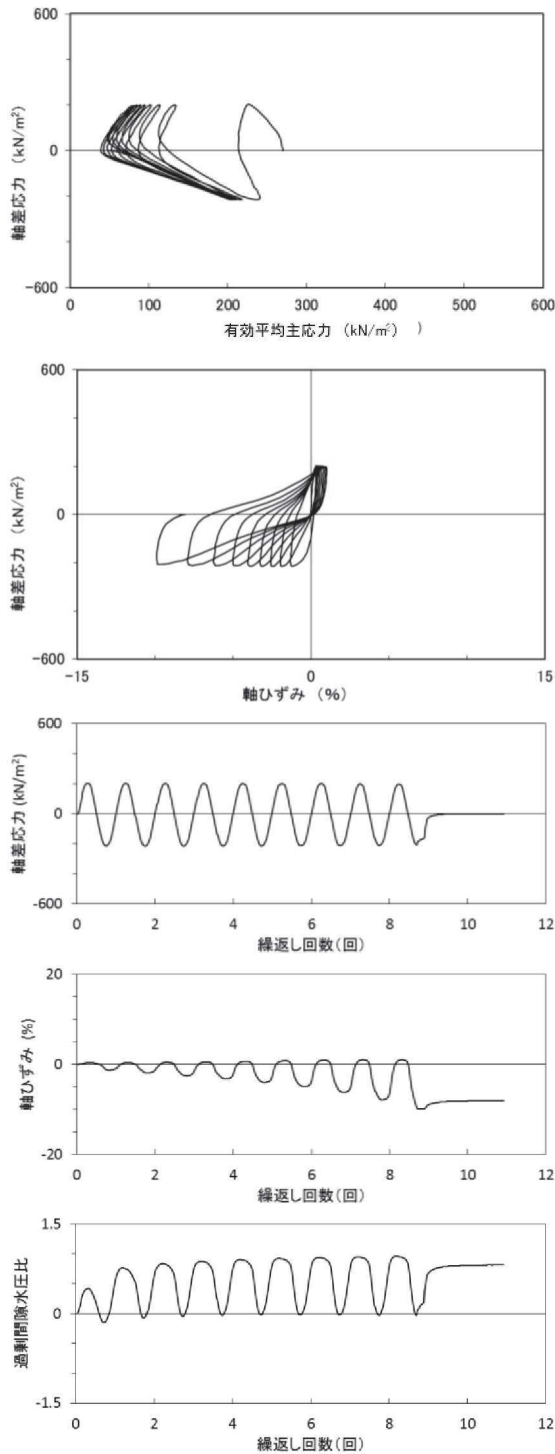 600
0
-600
軸差応力 (kN/m²)
0 100 200 300 400 500 600
有効平均主応力 (kN/m²) )
600
0
-600
軸差応力 (kN/m²)
-15 0 15
軸ひずみ (%)
600
0
-600
軸差応力(kN/m²)
0 2 4 6 8 10 12
繰返し回数(回)
20
0
-20
軸ひずみ (%)
0 2 4 6 8 10 12
繰返し回数(回)
1.5
0
-1.5
過剰間隙水圧比
0 2 4 6 8 10 12
繰返し回数(回)